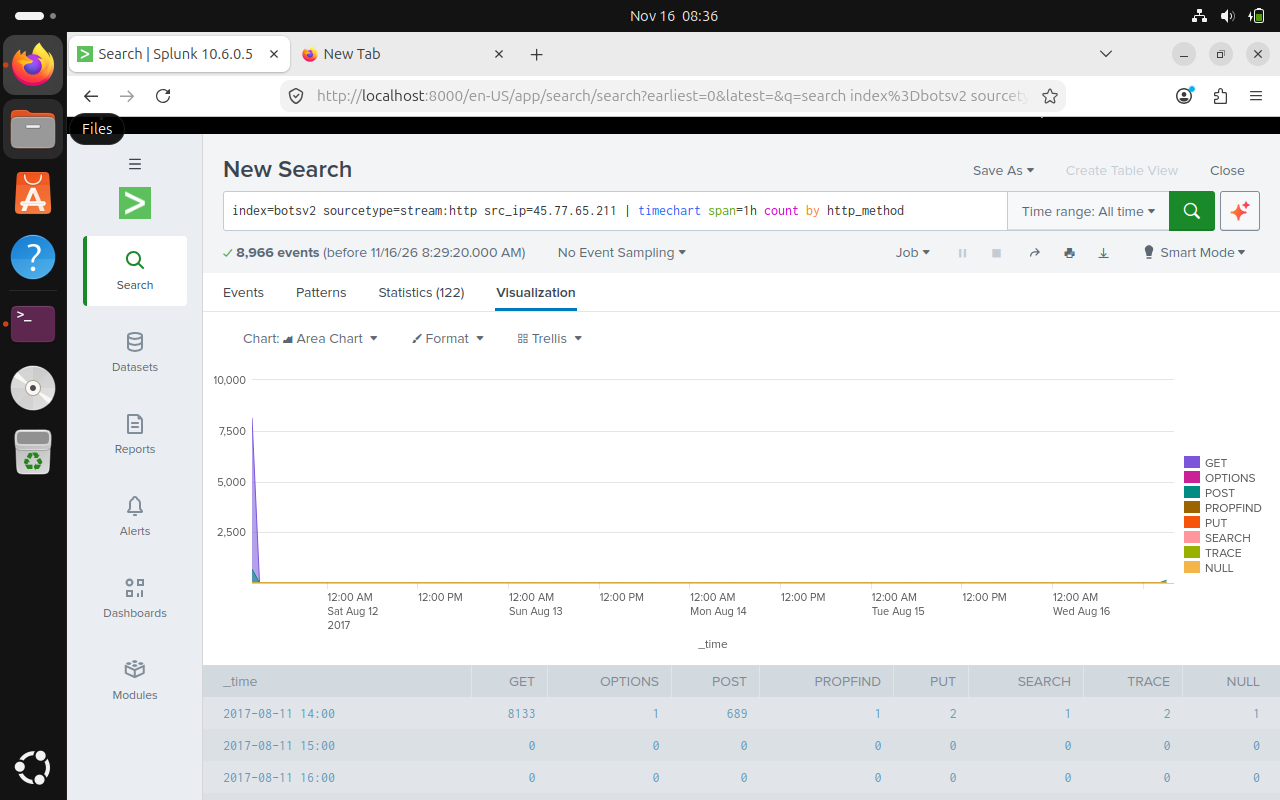 Nov 16 08:36
Search | Splunk 10.6.0.5
New Tab
http://localhost:8000/en-US/app/search/search?earliest=0&latest=&q=search index%3Dbotsv2 sourcety
Files
New Search
Save As
Create Table View
Close
index=botsv2 sourcetype=stream:http src_ip=45.77.65.211 | timechart span=1h count by http_method
Time range: All time
8,966 events (before 11/16/26 8:29:20.000 AM)
No Event Sampling
Job
Smart Mode
Search
Datasets
Reports
Alerts
Dashboards
Modules
Events
Patterns
Statistics (122)
Visualization
Chart: Area Chart
Format
Trellis
10,000
7,500
5,000
2,500
12:00 AM
Sat Aug 12
2017
12:00 PM
12:00 AM
Sun Aug 13
12:00 PM
12:00 AM
Mon Aug 14
12:00 PM
12:00 AM
Tue Aug 15
12:00 PM
12:00 AM
Wed Aug 16
_time
GET
OPTIONS
POST
PROPFIND
PUT
SEARCH
TRACE
NULL
_time GET OPTIONS POST PROPFIND PUT SEARCH TRACE NULL
2017-08-11 14:00 8133 1 689 1 2 1 2 1
2017-08-11 15:00 0 0 0 0 0 0 0 0
2017-08-11 16:00 0 0 0 0 0 0 0 0